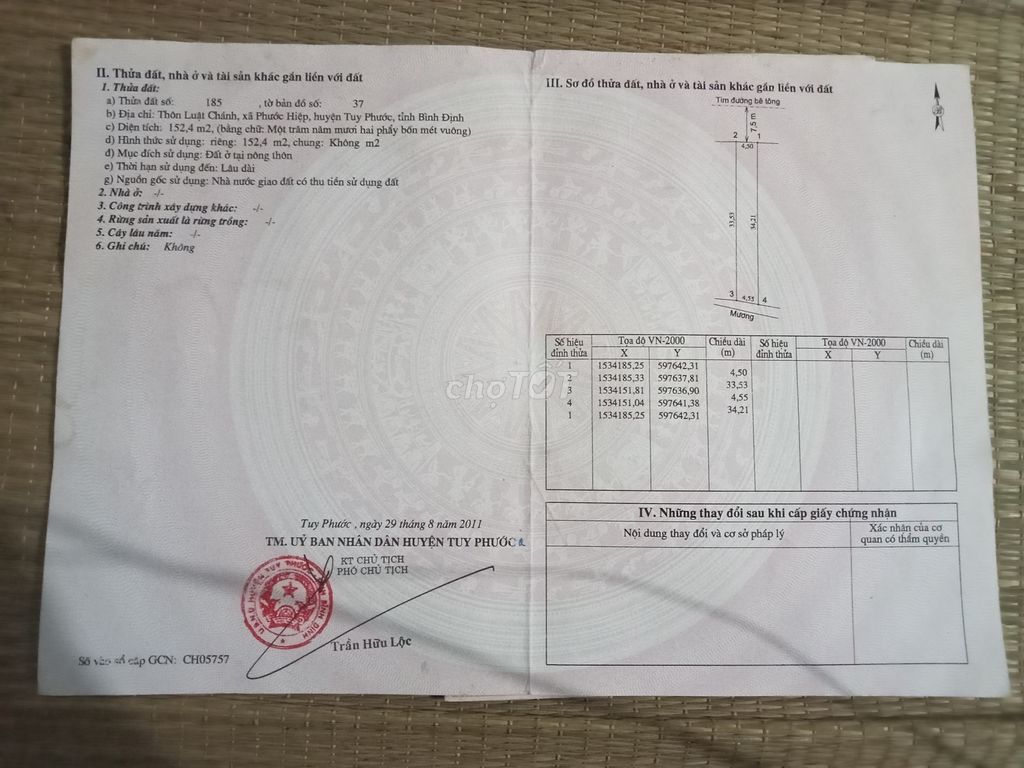 II. Thửa đất, nhà ở và tài sản khác gắn liền với đất
1. Thửa đất:
a) Thửa đất số: 185 , tờ bản đồ số: 37
b) Địa chỉ: Thôn Luật Chánh, xã Phước Hiệp, huyện Tuy Phước, tỉnh Bình Định
c) Diện tích: 152,4 m2, (bằng chữ: Một trăm năm mươi hai phẩy bốn mét vuông)
d) Hình thức sử dụng: riêng: 152,4 m2, chung: Không m2
đ) Mục đích sử dụng: Đất ở tại nông thôn
e) Thời hạn sử dụng đến: Lâu dài
g) Nguồn gốc sử dụng: Nhà nước giao đất có thu tiền sử dụng đất
2. Nhà ở: -/-
3. Công trình xây dựng khác: -/-
4. Rừng sản xuất là rừng trồng: -/-
5. Cây lâu năm: -/-
6. Ghi chú: Không
Tuy Phước , ngày 29 tháng 8 năm 2011
TM. UỶ BAN NHÂN DÂN HUYỆN TUY PHƯỚC
KT CHỦ TỊCH
PHÓ CHỦ TỊCH
Trần Hữu Lộc
Số vào sổ cấp GCN: CH05757
III. Sơ đồ thửa đất, nhà ở và tài sản khác gắn liền với đất
Tim đường bê tông
7,5 m
2 1
4,50
33,53
34,21
3 4,55 4
Mương
Số hiệu đỉnh thửa Tọa độ VN-2000 Chiều dài (m) Số hiệu đỉnh thửa Tọa độ VN-2000 Chiều dài (m)
X Y X Y
1 1534185,25 597642,31
4,50
2 1534185,33 597637,81
33,53
3 1534151,81 597636,90
4,55
4 1534151,04 597641,38
34,21
1 1534185,25 597642,31
chợTỐT
IV. Những thay đổi sau khi cấp giấy chứng nhận
Nội dung thay đổi và cơ sở pháp lý Xác nhận của cơ
quan có thẩm quyền